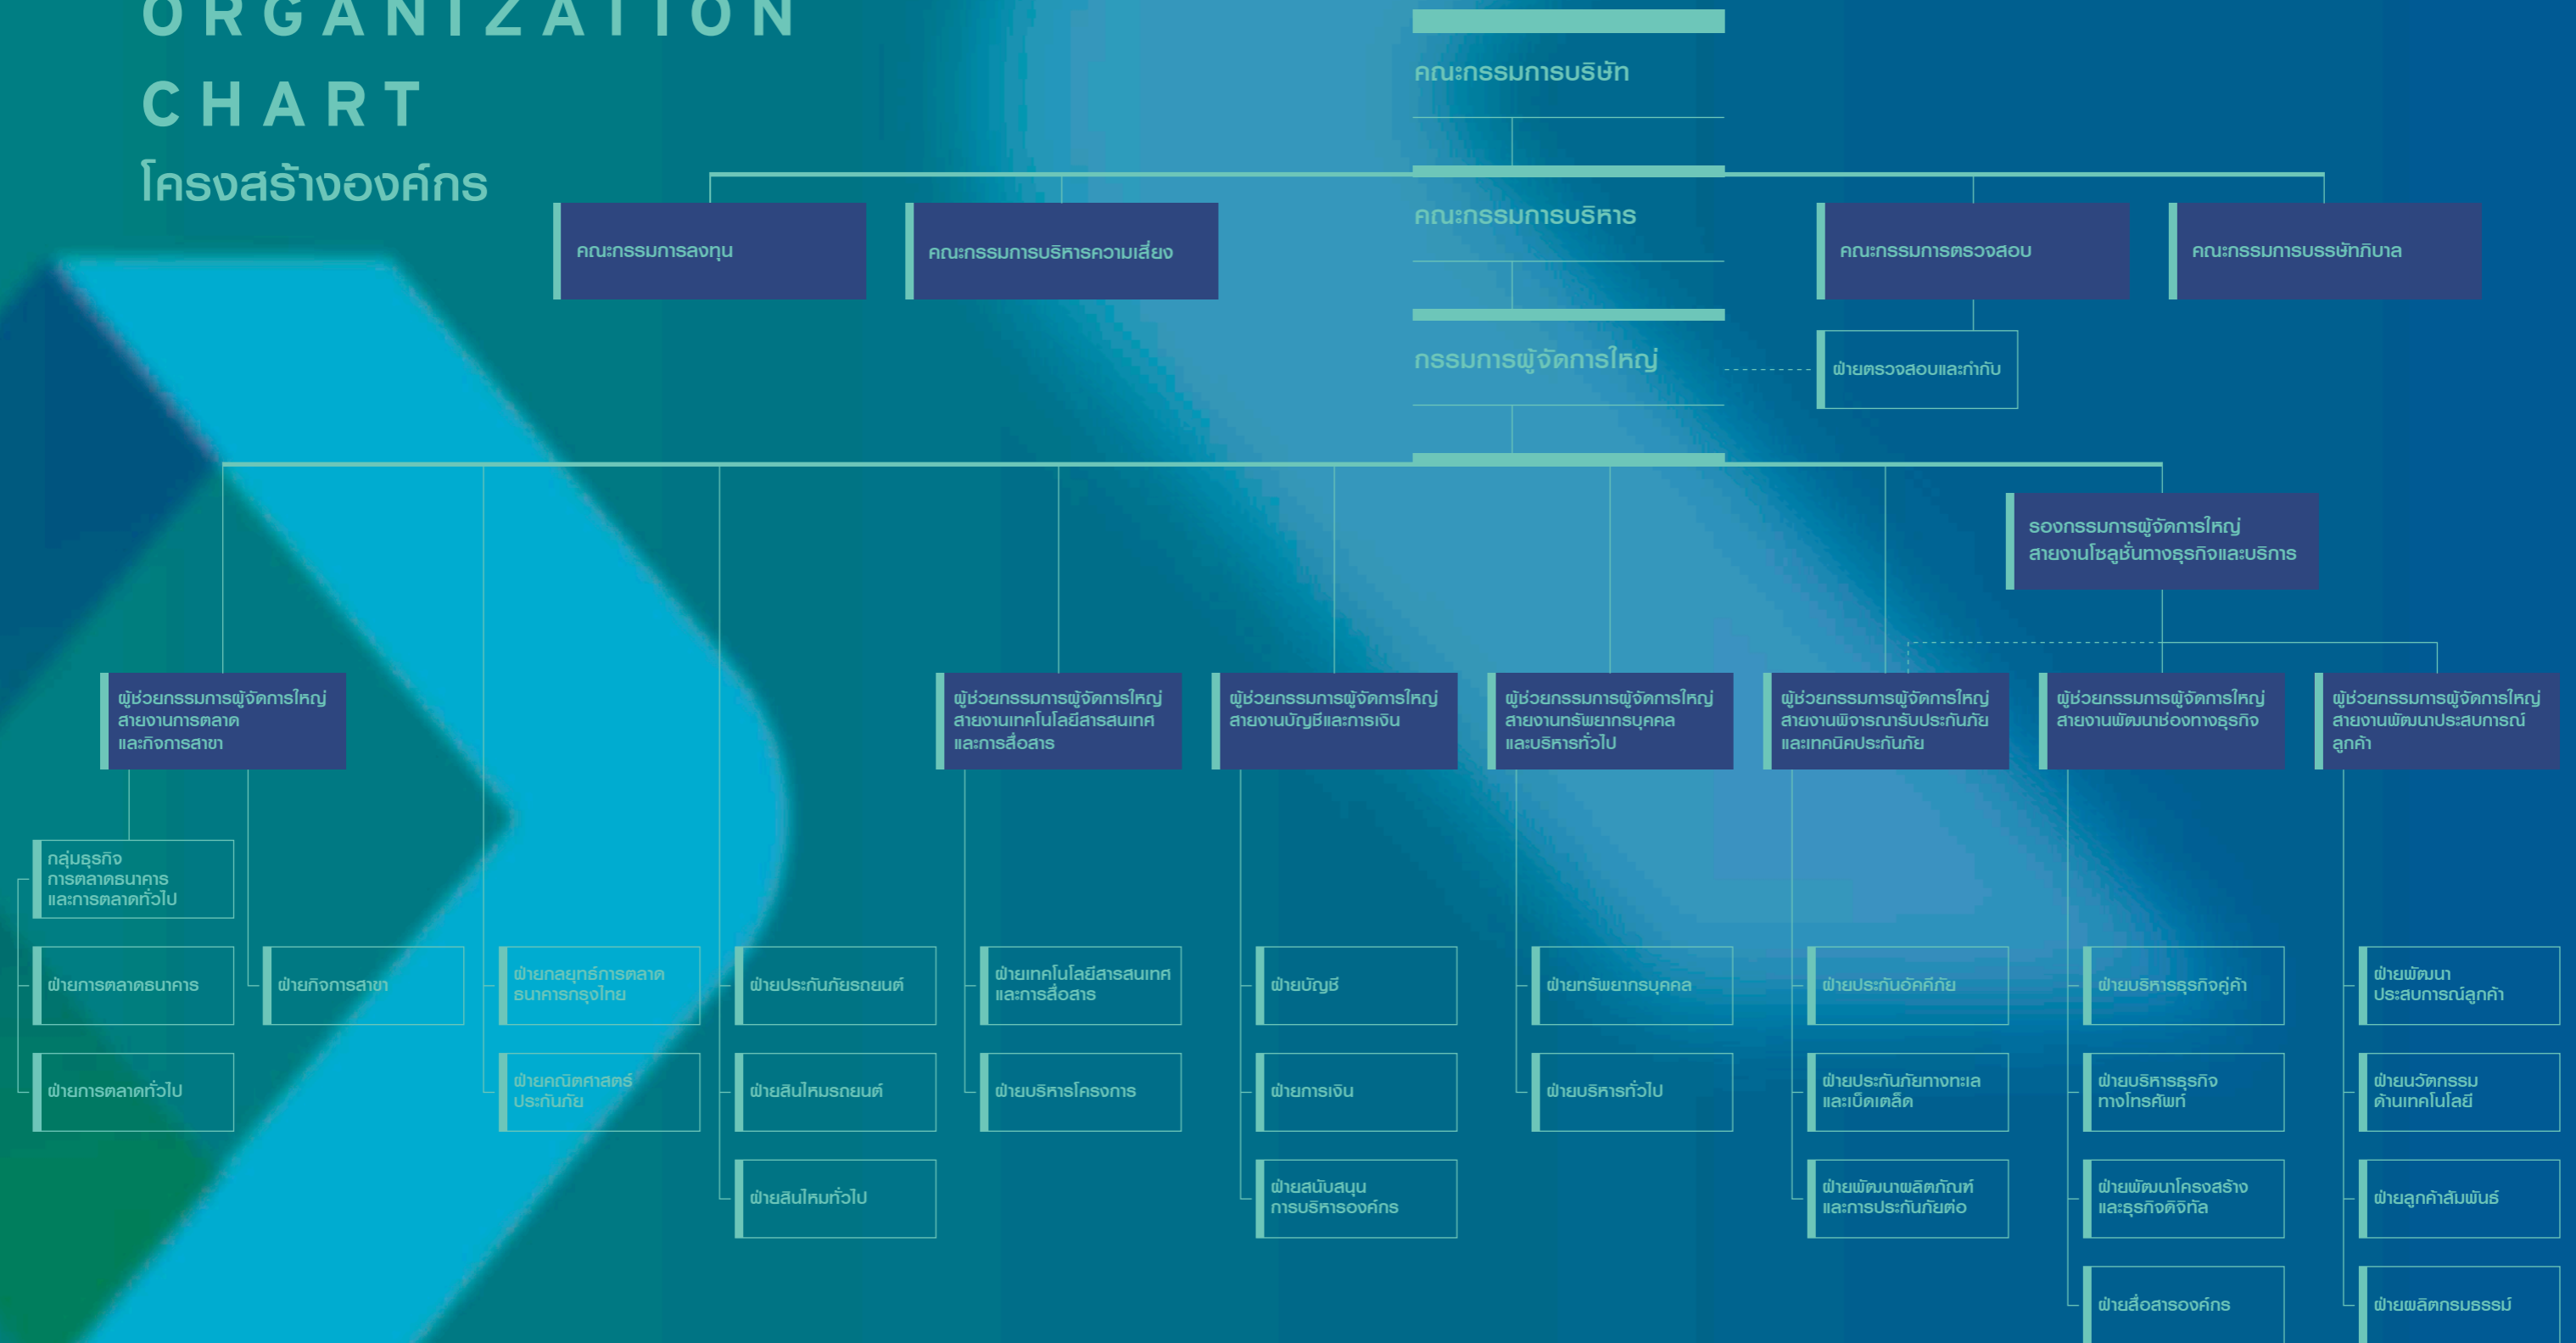 ORGANIZATION
CHART
โครงสร้างองค์กร
คณะกรรมการบริษัท
คณะกรรมการบริหาร
กรรมการผู้จัดการใหญ่
คณะกรรมการลงทุน
คณะกรรมการบริหารความเสี่ยง
คณะกรรมการตรวจสอบ
คณะกรรมการบรรษัทภิบาล
ฝ่ายตรวจสอบและกำกับ
รองกรรมการผู้จัดการใหญ่
สายงานโซลูชั่นทางธุรกิจและบริการ
ผู้ช่วยกรรมการผู้จัดการใหญ่
สายงานการตลาด
และกิจการสาขา
ผู้ช่วยกรรมการผู้จัดการใหญ่
สายงานเทคโนโลยีสารสนเทศ
และการสื่อสาร
ผู้ช่วยกรรมการผู้จัดการใหญ่
สายงานบัญชีและการเงิน
ผู้ช่วยกรรมการผู้จัดการใหญ่
สายงานทรัพยากรบุคคล
และบริหารทั่วไป
ผู้ช่วยกรรมการผู้จัดการใหญ่
สายงานพิจารณารับประกันภัย
และเทคนิคประกันภัย
ผู้ช่วยกรรมการผู้จัดการใหญ่
สายงานพัฒนาช่องทางธุรกิจ
ผู้ช่วยกรรมการผู้จัดการใหญ่
สายงานพัฒนาประสบการณ์
ลูกค้า
กลุ่มธุรกิจ
การตลาดธนาคาร
และการตลาดทั่วไป
ฝ่ายการตลาดธนาคาร
ฝ่ายการตลาดทั่วไป
ฝ่ายกิจการสาขา
ฝ่ายกลยุทธ์การตลาด
ธนาคารกรุงไทย
ฝ่ายคณิตศาสตร์
ประกันภัย
ฝ่ายประกันภัยรถยนต์
ฝ่ายสินไหมรถยนต์
ฝ่ายสินไหมทั่วไป
ฝ่ายเทคโนโลยีสารสนเทศ
และการสื่อสาร
ฝ่ายบริหารโครงการ
ฝ่ายบัญชี
ฝ่ายการเงิน
ฝ่ายสนับสนุน
การบริหารองค์กร
ฝ่ายทรัพยากรบุคคล
ฝ่ายบริหารทั่วไป
ฝ่ายประกันอัคคีภัย
ฝ่ายประกันภัยทางทะเล
และเบ็ดเตล็ด
ฝ่ายพัฒนาผลิตภัณฑ์
และการประกันภัยต่อ
ฝ่ายบริหารธุรกิจคู่ค้า
ฝ่ายบริหารธุรกิจ
ทางโทรศัพท์
ฝ่ายพัฒนาโครงสร้าง
และธุรกิจดิจิทัล
ฝ่ายสื่อสารองค์กร
ฝ่ายพัฒนา
ประสบการณ์ลูกค้า
ฝ่ายนวัตกรรม
ด้านเทคโนโลยี
ฝ่ายลูกค้าสัมพันธ์
ฝ่ายผลิตกรมธรรม์